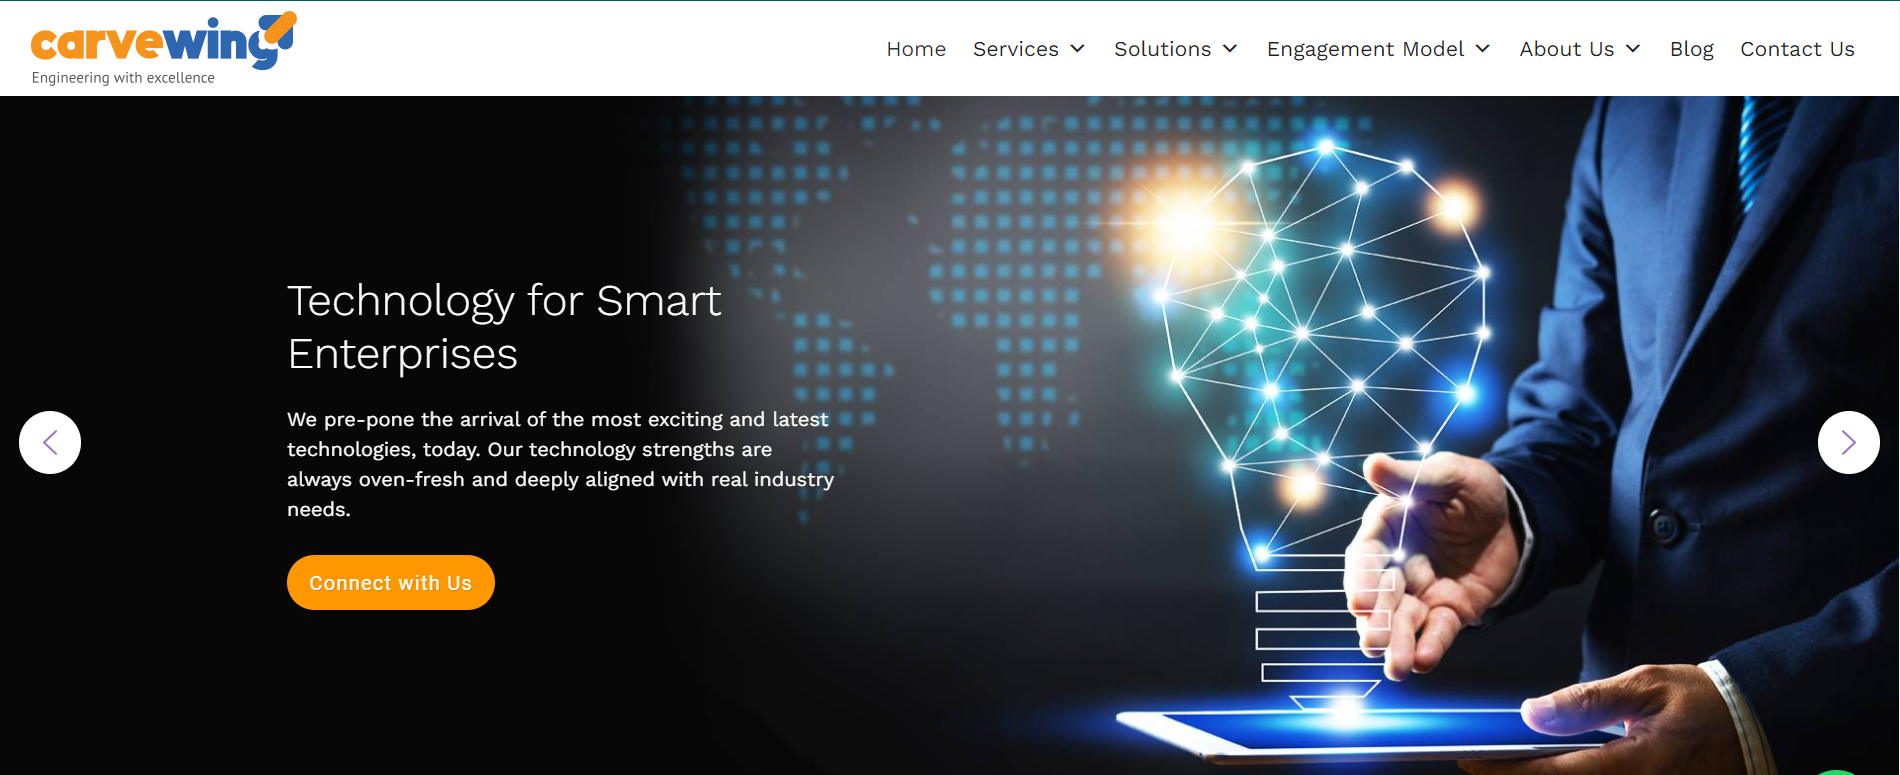 carvewing
Engineering with excellence
Home Services Solutions Engagement Model About Us Blog Contact Us
Technology for Smart
Enterprises
We pre-pone the arrival of the most exciting and latest
technologies, today. Our technology strengths are
always oven-fresh and deeply aligned with real industry
needs.
Connect with Us